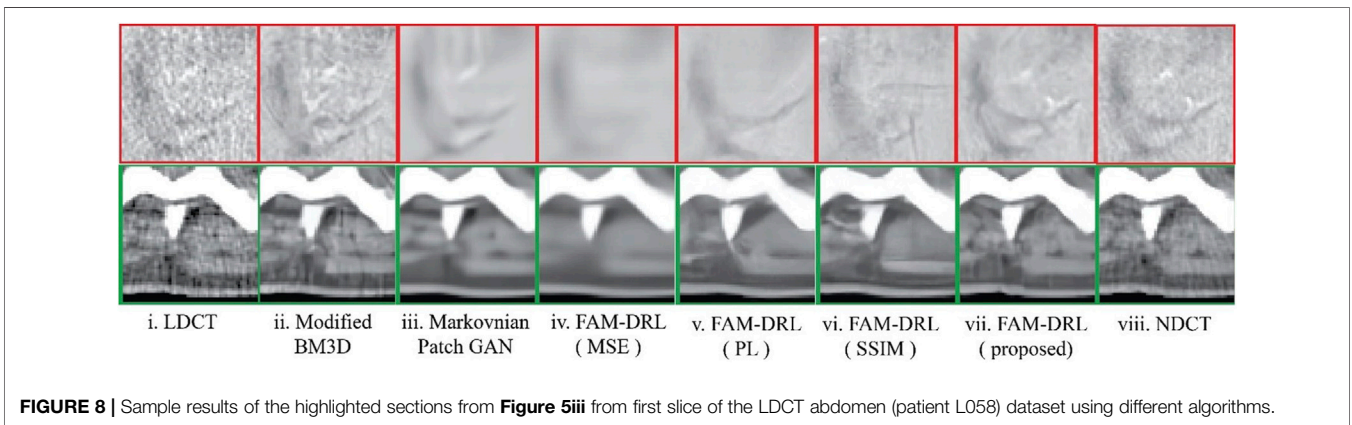 i. LDCT
ii. Modified
BM3D
iii. Markovnian
Patch GAN
iv. FAM-DRL
( MSE )
v. FAM-DRL
( PL )
vi. FAM-DRL
( SSIM )
vii. FAM-DRL
( proposed)
viii. NDCT
FIGURE 8 | Sample results of the highlighted sections from Figure 5iii from first slice of the LDCT abdomen (patient L058) dataset using different algorithms.